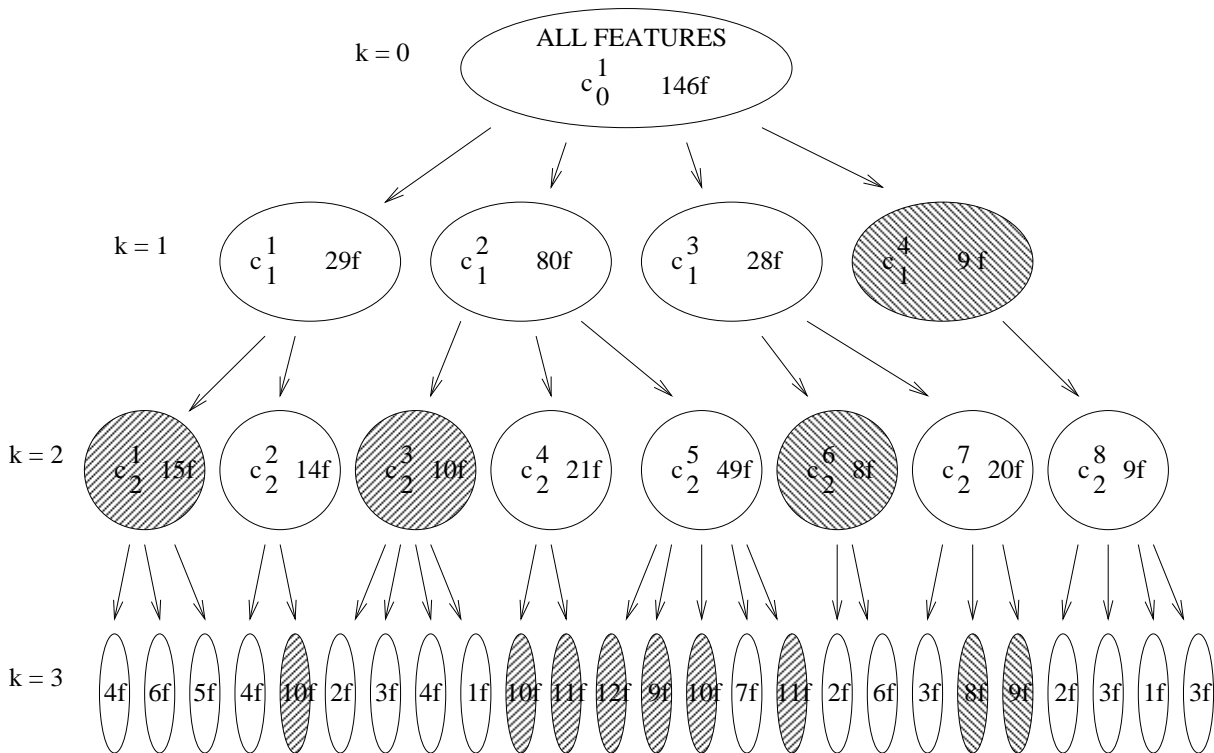 ALL FEATURES
k = 0
c 1 0 146f
k = 1
c 1 1 29f
c 2 1 80f
c 3 1 28f
c 4 1 9 f
k = 2
c 1 2 15f
c 2 2 14f
c 3 2 10f
c 4 2 21f
c 5 2 49f
c 6 2 8f
c 7 2 20f
c 8 2 9f
k = 3
4f 6f 5f 4f 10f 2f 3f 4f 1f 10f 11f 12f 9f 10f 7f 11f 2f 6f 3f 8f 9f 2f 3f 1f 3f